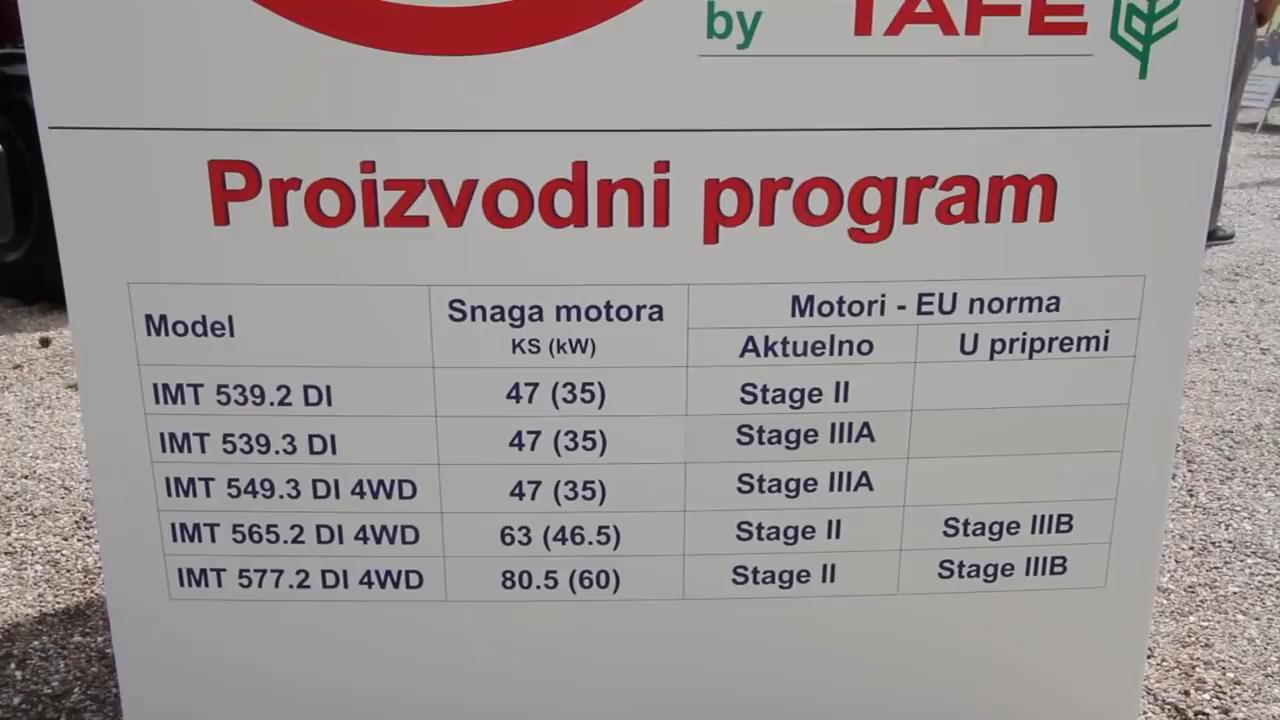 by TAFE
Proizvodni program
Model Snaga motora KS (kW) Motori - EU norma
Aktuelno U pripremi
IMT 539.2 DI 47 (35) Stage II
IMT 539.3 DI 47 (35) Stage IIIA
IMT 549.3 DI 4WD 47 (35) Stage IIIA
IMT 565.2 DI 4WD 63 (46.5) Stage II Stage IIIB
IMT 577.2 DI 4WD 80.5 (60) Stage II Stage IIIB